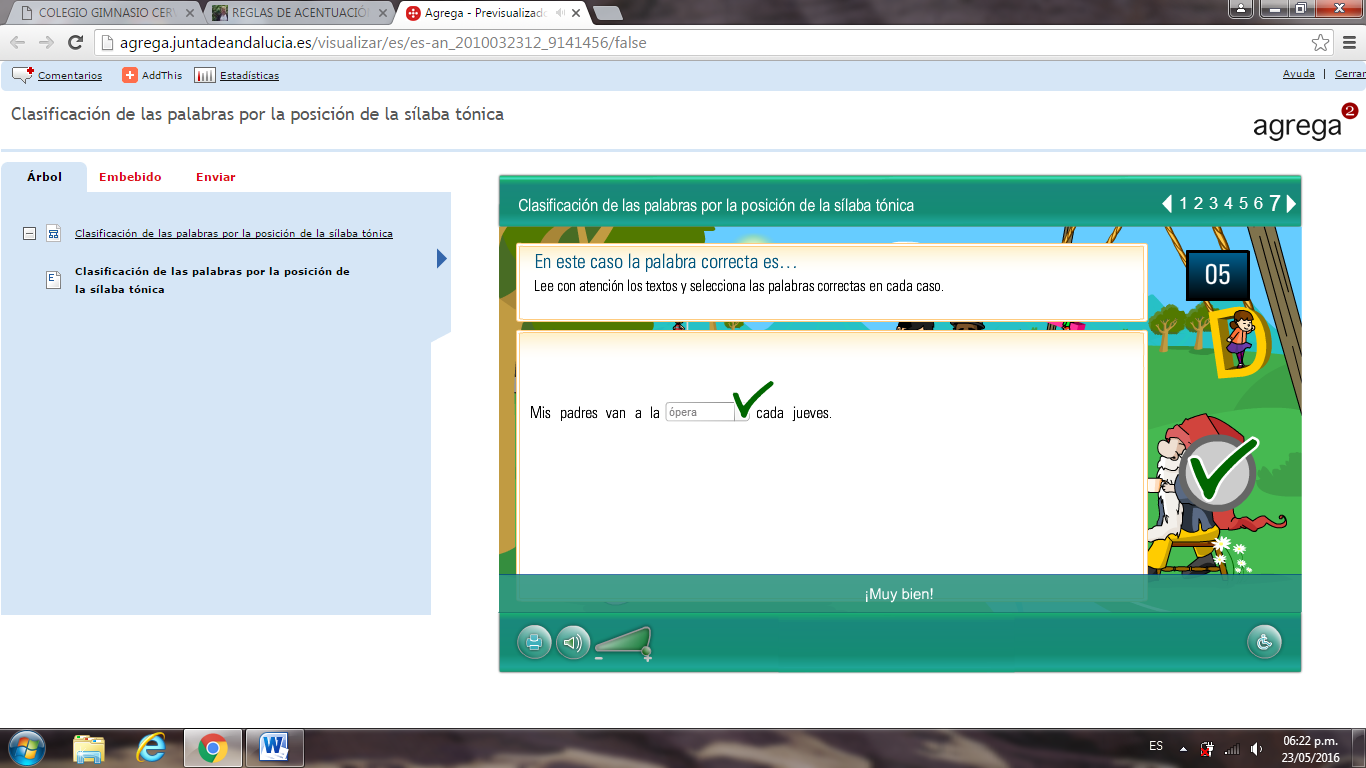 COLEGIO GIMNASIO CERV
REGLAS DE ACENTUACIÓ
Agrega - Previsualizado
agrega.juntadeandalucia.es/visualizar/es/es-an_2010032312_9141456/false
Comentarios
AddThis
Estadísticas
Ayuda | Cerrar
Clasificación de las palabras por la posición de la sílaba tónica
agrega 2
Árbol
Embebido
Enviar
Clasificación de las palabras por la posición de la sílaba tónica
Clasificación de las palabras por la posición de
la sílaba tónica
Clasificación de las palabras por la posición de la sílaba tónica
1 2 3 4 5 6 7
En este caso la palabra correcta es...
Lee con atención los textos y selecciona las palabras correctas en cada caso.
05
D
Mis padres van a la ópera cada jueves.
¡Muy bien!
- +
ES
06:22 p.m.
23/05/2016